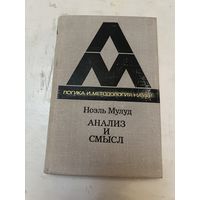 ЛОГИКА И МЕТОДОЛОГИЯ НАУКИ
Ноэль Мулуд
АНАЛИЗ
И
СМЫСЛ